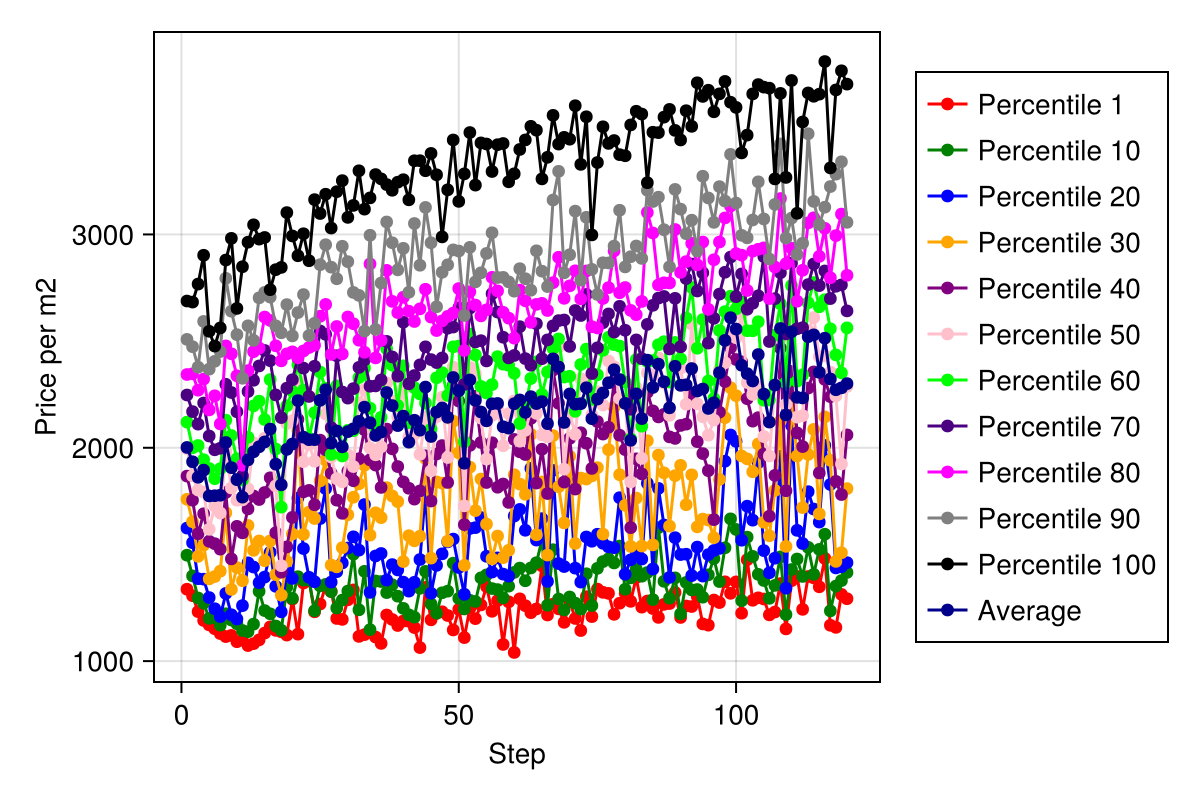 3000
2000
1000
Price per m2
0
50
100
Step
Percentile 1
Percentile 10
Percentile 20
Percentile 30
Percentile 40
Percentile 50
Percentile 60
Percentile 70
Percentile 80
Percentile 90
Percentile 100
Average